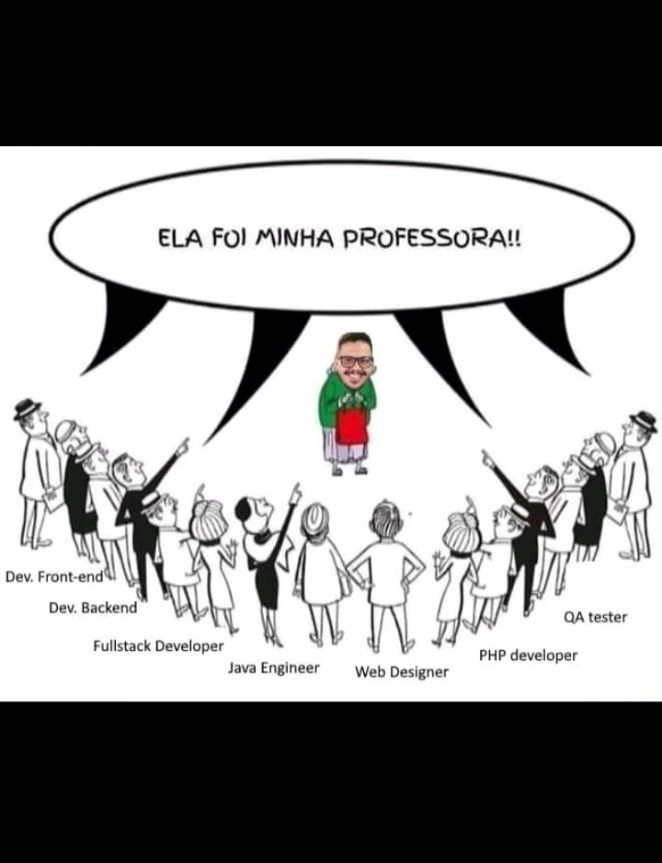 ELA FOI MINHA PROFESSORA!!
Dev. Front-end
Dev. Backend
Fullstack Developer
Java Engineer
Web Designer
PHP developer
QA tester